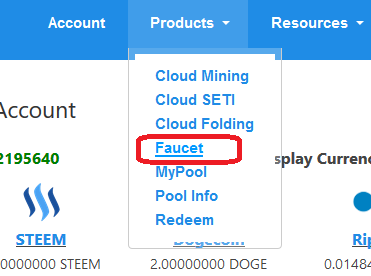 Account Products Resources
Cloud Mining
Account
Cloud SETI
Cloud Folding
2195640 Faucet splay Currenc
MyPool
Pool Info
Redeem
STEEM Dogecoin Rip
0000000 STEEM 2.00000000 DOGE 0.01484